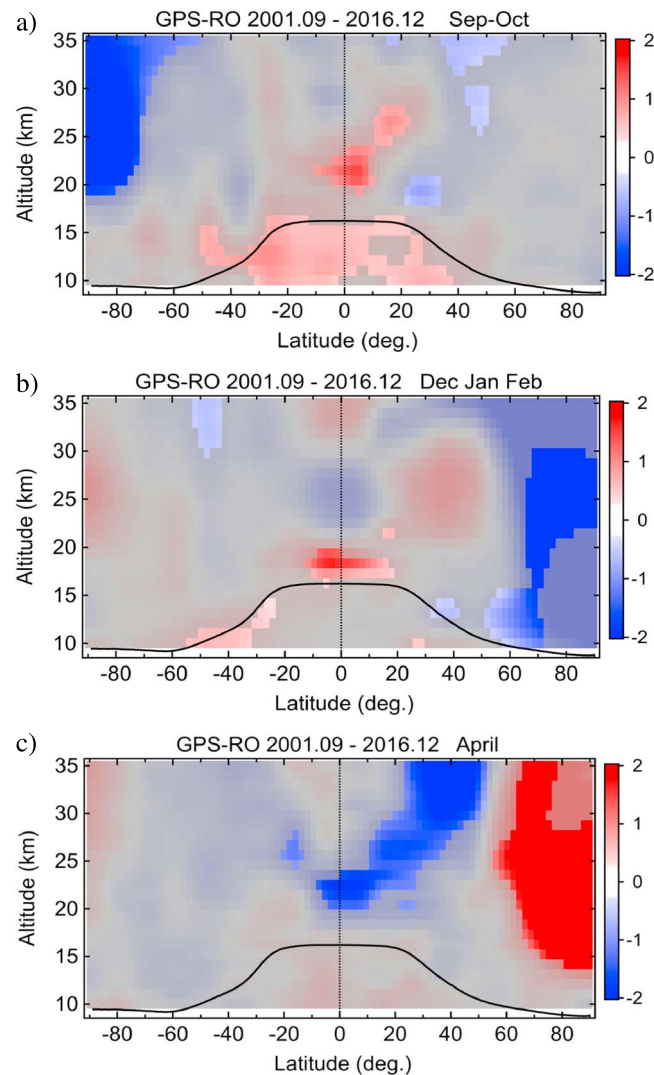 a)
GPS-RO 2001.09 - 2016.12 Sep-Oct
Altitude (km)
35
30
25
20
15
10
-80 -60 -40 -20 0 20 40 60 80
Latitude (deg.)
2
1
0
-1
-2
b)
GPS-RO 2001.09 - 2016.12 Dec Jan Feb
Altitude (km)
35
30
25
20
15
10
-80 -60 -40 -20 0 20 40 60 80
Latitude (deg.)
2
1
0
-1
-2
c)
GPS-RO 2001.09 - 2016.12 April
Altitude (km)
35
30
25
20
15
10
-80 -60 -40 -20 0 20 40 60 80
Latitude (deg.)
2
1
0
-1
-2